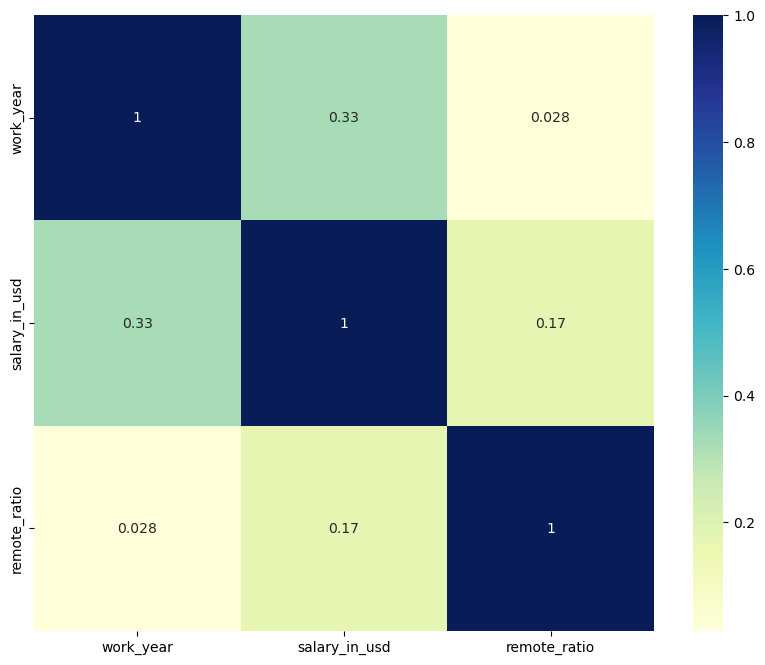 work_year 1 0.33 0.028
salary_in_usd 0.33 1 0.17
remote_ratio 0.028 0.17 1
work_year salary_in_usd remote_ratio
1.0
0.8
0.6
0.4
0.2